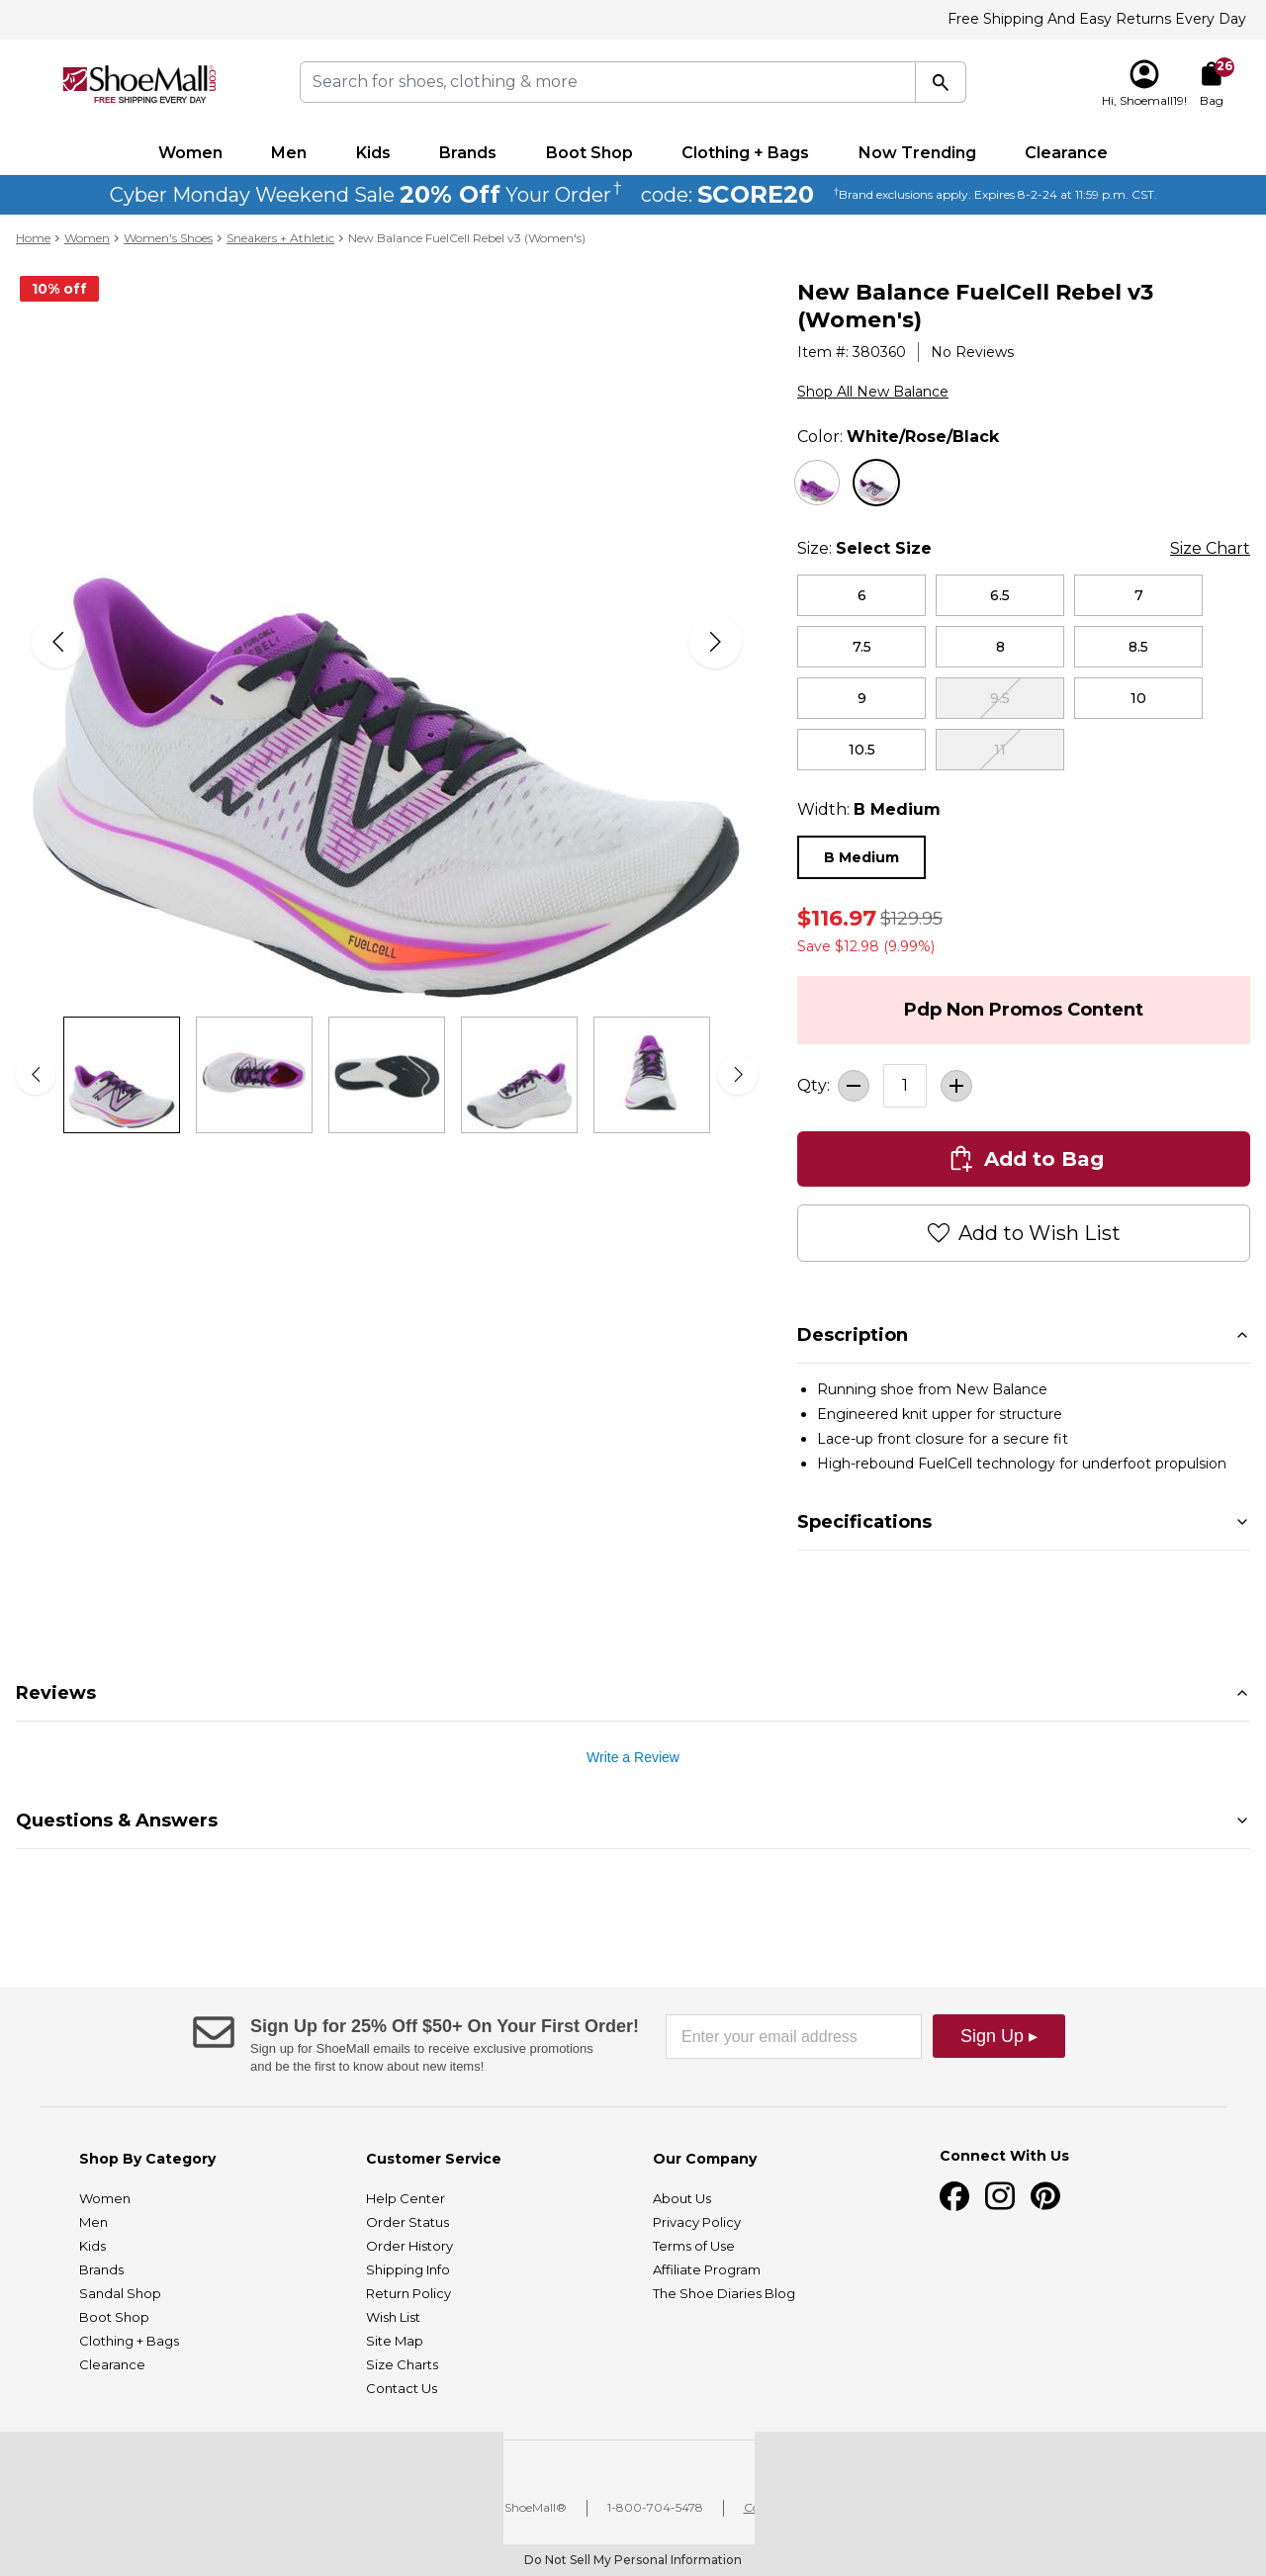 Free Shipping And Easy Returns Every Day
ShoeMall.com
FREE SHIPPING EVERY DAY
Search for shoes, clothing & more
26
Hi, Shoemall19!
Bag
Women
Men
Kids
Brands
Boot Shop
Clothing + Bags
Now Trending
Clearance
Cyber Monday Weekend Sale 20% Off Your Order† code: SCORE20 †Brand exclusions apply. Expires 8-2-24 at 11:59 p.m. CST.
Home > Women > Women's Shoes > Sneakers + Athletic > New Balance FuelCell Rebel v3 (Women's)
10% off
FUELCELL
REBEL
N
FUELCELL
New Balance FuelCell Rebel v3
(Women's)
Item #: 380360 | No Reviews
Shop All New Balance
Color: White/Rose/Black
Size: Select Size
Size Chart
6
6.5
7
7.5
8
8.5
9
9.5
10
10.5
11
Width: B Medium
B Medium
$116.97 $129.95
Save $12.98 (9.99%)
Pdp Non Promos Content
Qty: 1
Add to Bag
Add to Wish List
Description
• Running shoe from New Balance
• Engineered knit upper for structure
• Lace-up front closure for a secure fit
• High-rebound FuelCell technology for underfoot propulsion
Specifications
Reviews
Write a Review
Questions & Answers
Sign Up for 25% Off $50+ On Your First Order!
Sign up for ShoeMall emails to receive exclusive promotions
and be the first to know about new items!
Enter your email address
Sign Up ▸
Shop By Category
Women
Men
Kids
Brands
Sandal Shop
Boot Shop
Clothing + Bags
Clearance
Customer Service
Help Center
Order Status
Order History
Shipping Info
Return Policy
Wish List
Site Map
Size Charts
Contact Us
Our Company
About Us
Privacy Policy
Terms of Use
Affiliate Program
The Shoe Diaries Blog
Connect With Us
ShoeMall® | 1-800-704-5478 |
Do Not Sell My Personal Information